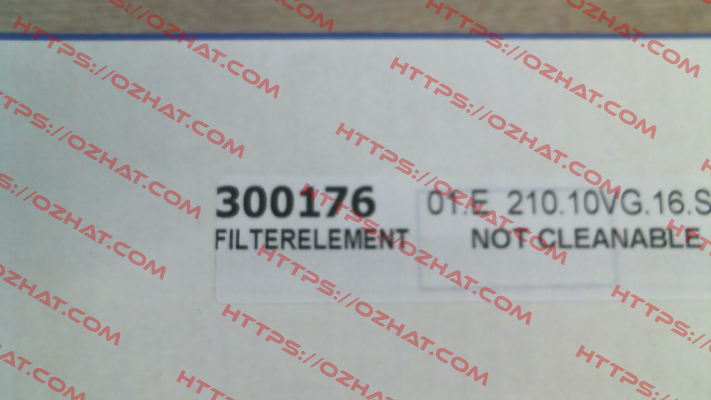 300176 01.E 210.10VG.16.S
FILTERELEMENT NOT CLEANABLE
HTTPS://OZHAT.COM